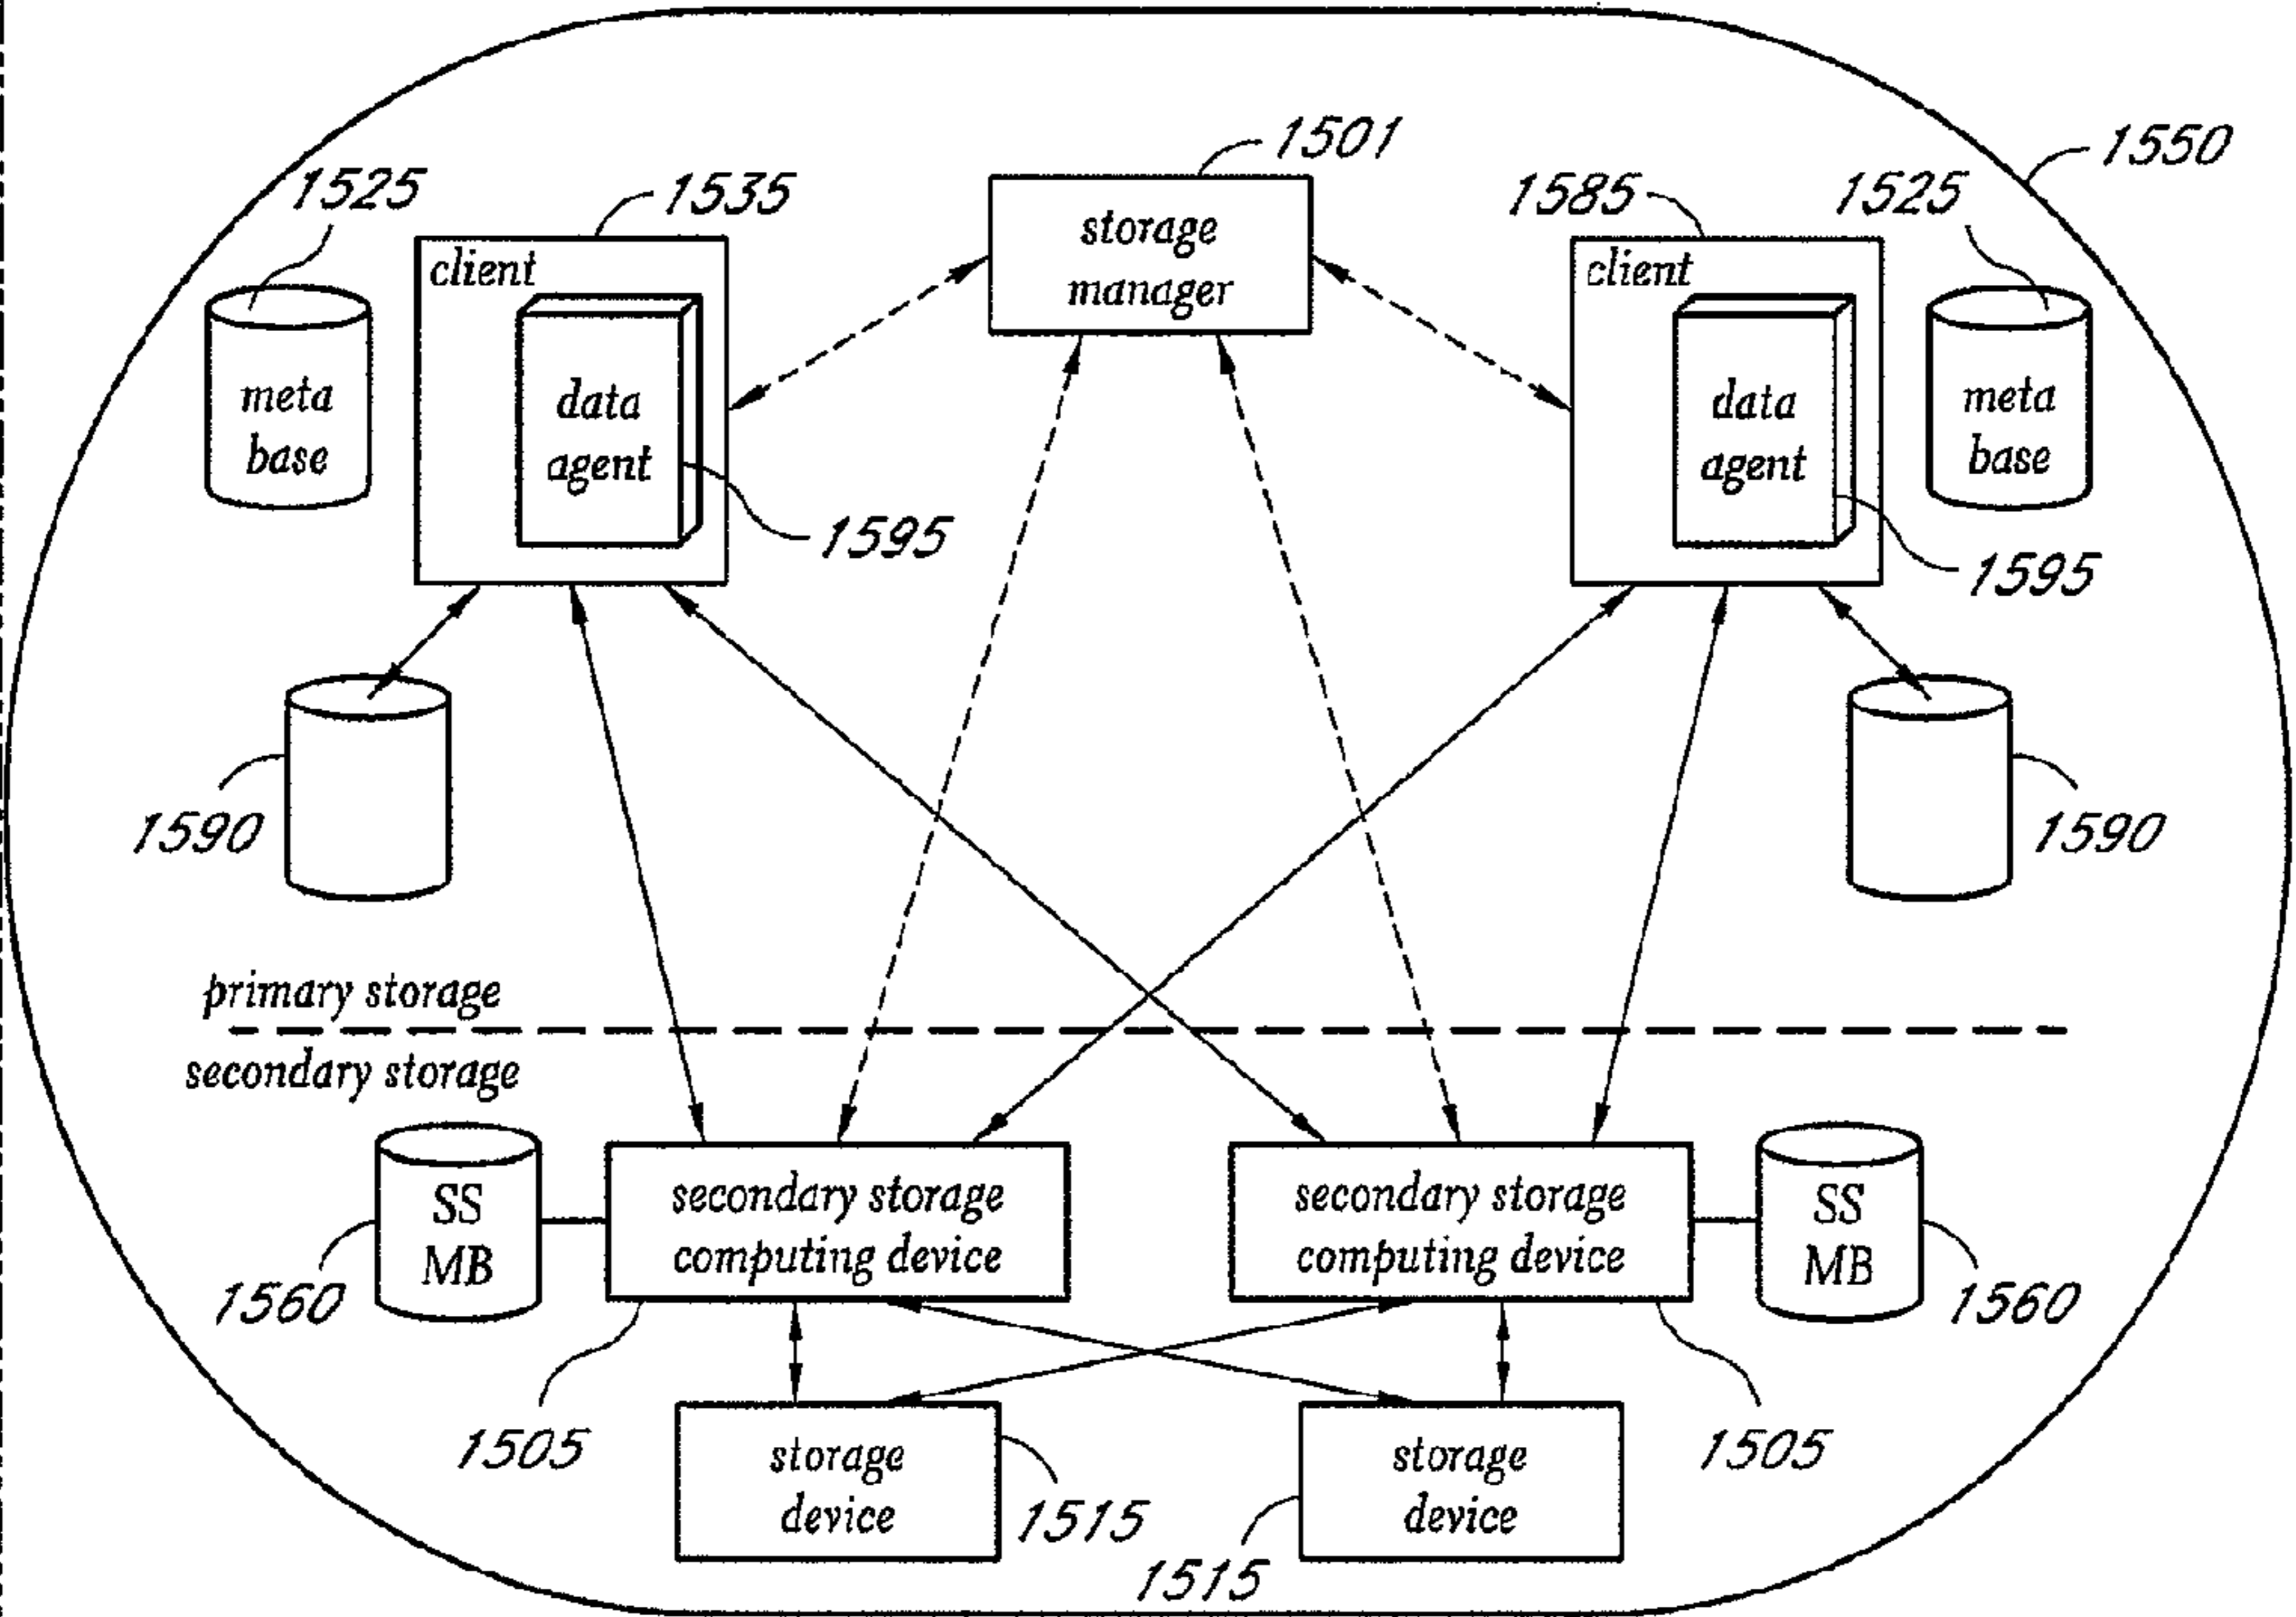 1501
1550
1525
1535
1585
1525
storage
manager
client
client
meta
base
data
agent
data
agent
meta
base
1595
1595
1590
1590
primary storage
secondary storage
SS
MB
secondary storage
computing device
secondary storage
computing device
SS
MB
1560
1560
1505
1505
storage
device
storage
device
1515
1515